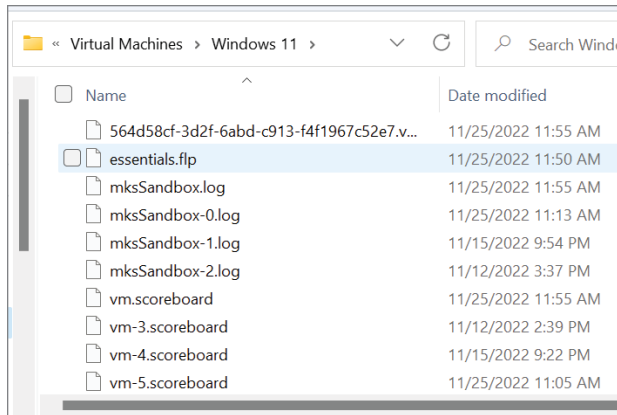 « Virtual Machines > Windows 11 > Search Wind
Name Date modified
564d58cf-3d2f-6abd-c913-f4f1967c52e7.v... 11/25/2022 11:55 AM
essentials.flp 11/25/2022 11:50 AM
mksSandbox.log 11/25/2022 11:55 AM
mksSandbox-0.log 11/25/2022 11:13 AM
mksSandbox-1.log 11/15/2022 9:54 PM
mksSandbox-2.log 11/12/2022 3:37 PM
vm.scoreboard 11/25/2022 11:55 AM
vm-3.scoreboard 11/12/2022 2:39 PM
vm-4.scoreboard 11/15/2022 9:22 PM
vm-5.scoreboard 11/25/2022 11:05 AM